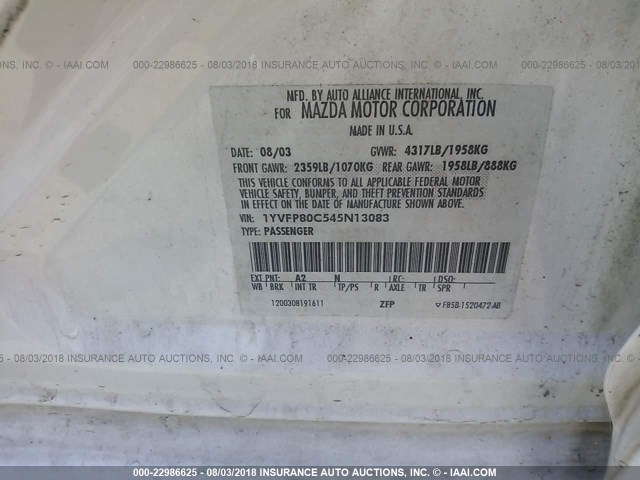 INSURANCE AUTO AUCTIONS, INC. - IAAI.COM 000-22986625 - 08/03/2018 - INSURANCE AUTO AUCTIONS, INC. - IAAI.COM 000-22986625 - 08/03/2018
MFD. BY AUTO ALLIANCE INTERNATIONAL, INC.
FOR MAZDA MOTOR CORPORATION
MADE IN U.S.A.
DATE: 08/03 GVWR: 4317LB/1958KG
FRONT GAWR: 2359LB/1070KG REAR GAWR: 1958LB/888KG
THIS VEHICLE CONFORMS TO ALL APPLICABLE FEDERAL MOTOR
VEHICLE SAFETY, BUMPER, AND THEFT PREVENTION STANDARDS
IN EFFECT ON THE DATE OF MANUFACTURE SHOWN ABOVE.
VIN: 1YVFP80C545N13083
TYPE: PASSENGER
EXT PNT: A2 N RC: DSO:
WB BRK INT TR TP/PS R AXLE TR SPR
1200308191611 ZFP F85B-1520472-AB
625 - 08/03/2018 - INSURANCE AUTO AUCTIONS, INC. - IAAI.COM 000-22986625 - 08/03/2018 - INSURANCE AUTO AUCTIONS, INC.
000-22986625 - 08/03/2018 - INSURANCE AUTO AUCTIONS, INC. - IAAI.COM